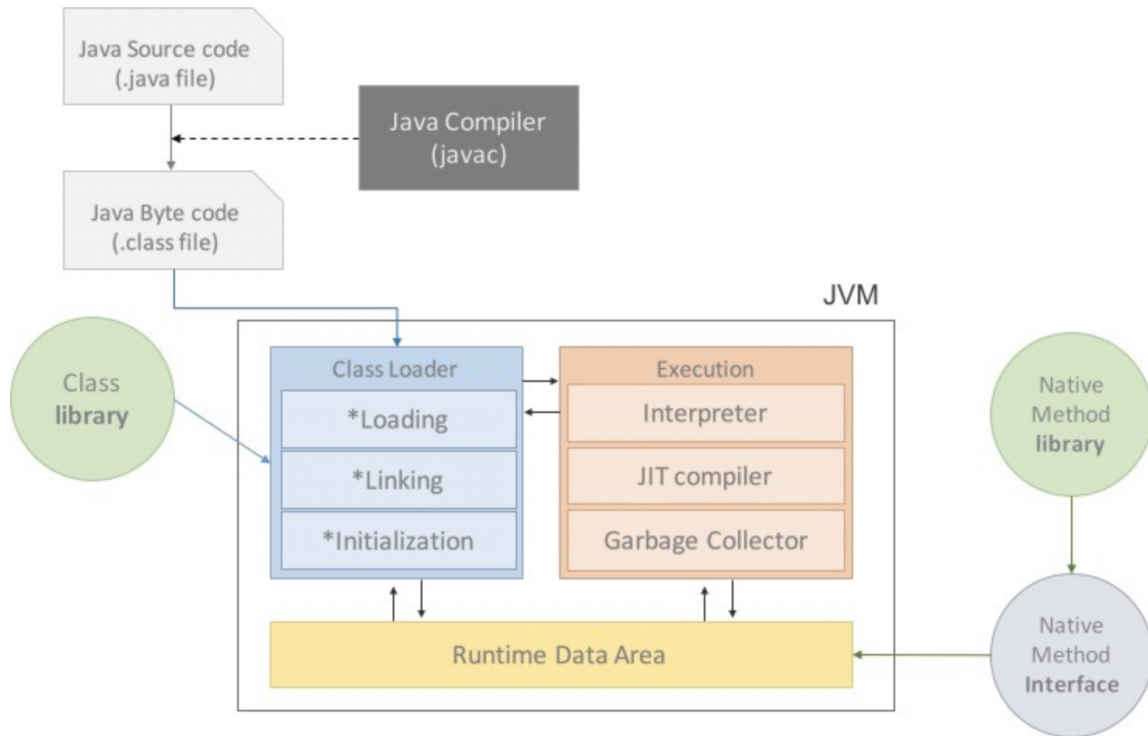 Java Source code
(.java file)
Java Compiler
(javac)
Java Byte code
(.class file)
JVM
Class
library
Class Loader
*Loading
*Linking
*Initialization
Execution
Interpreter
JIT compiler
Garbage Collector
Native
Method
library
Runtime Data Area
Native
Method
Interface